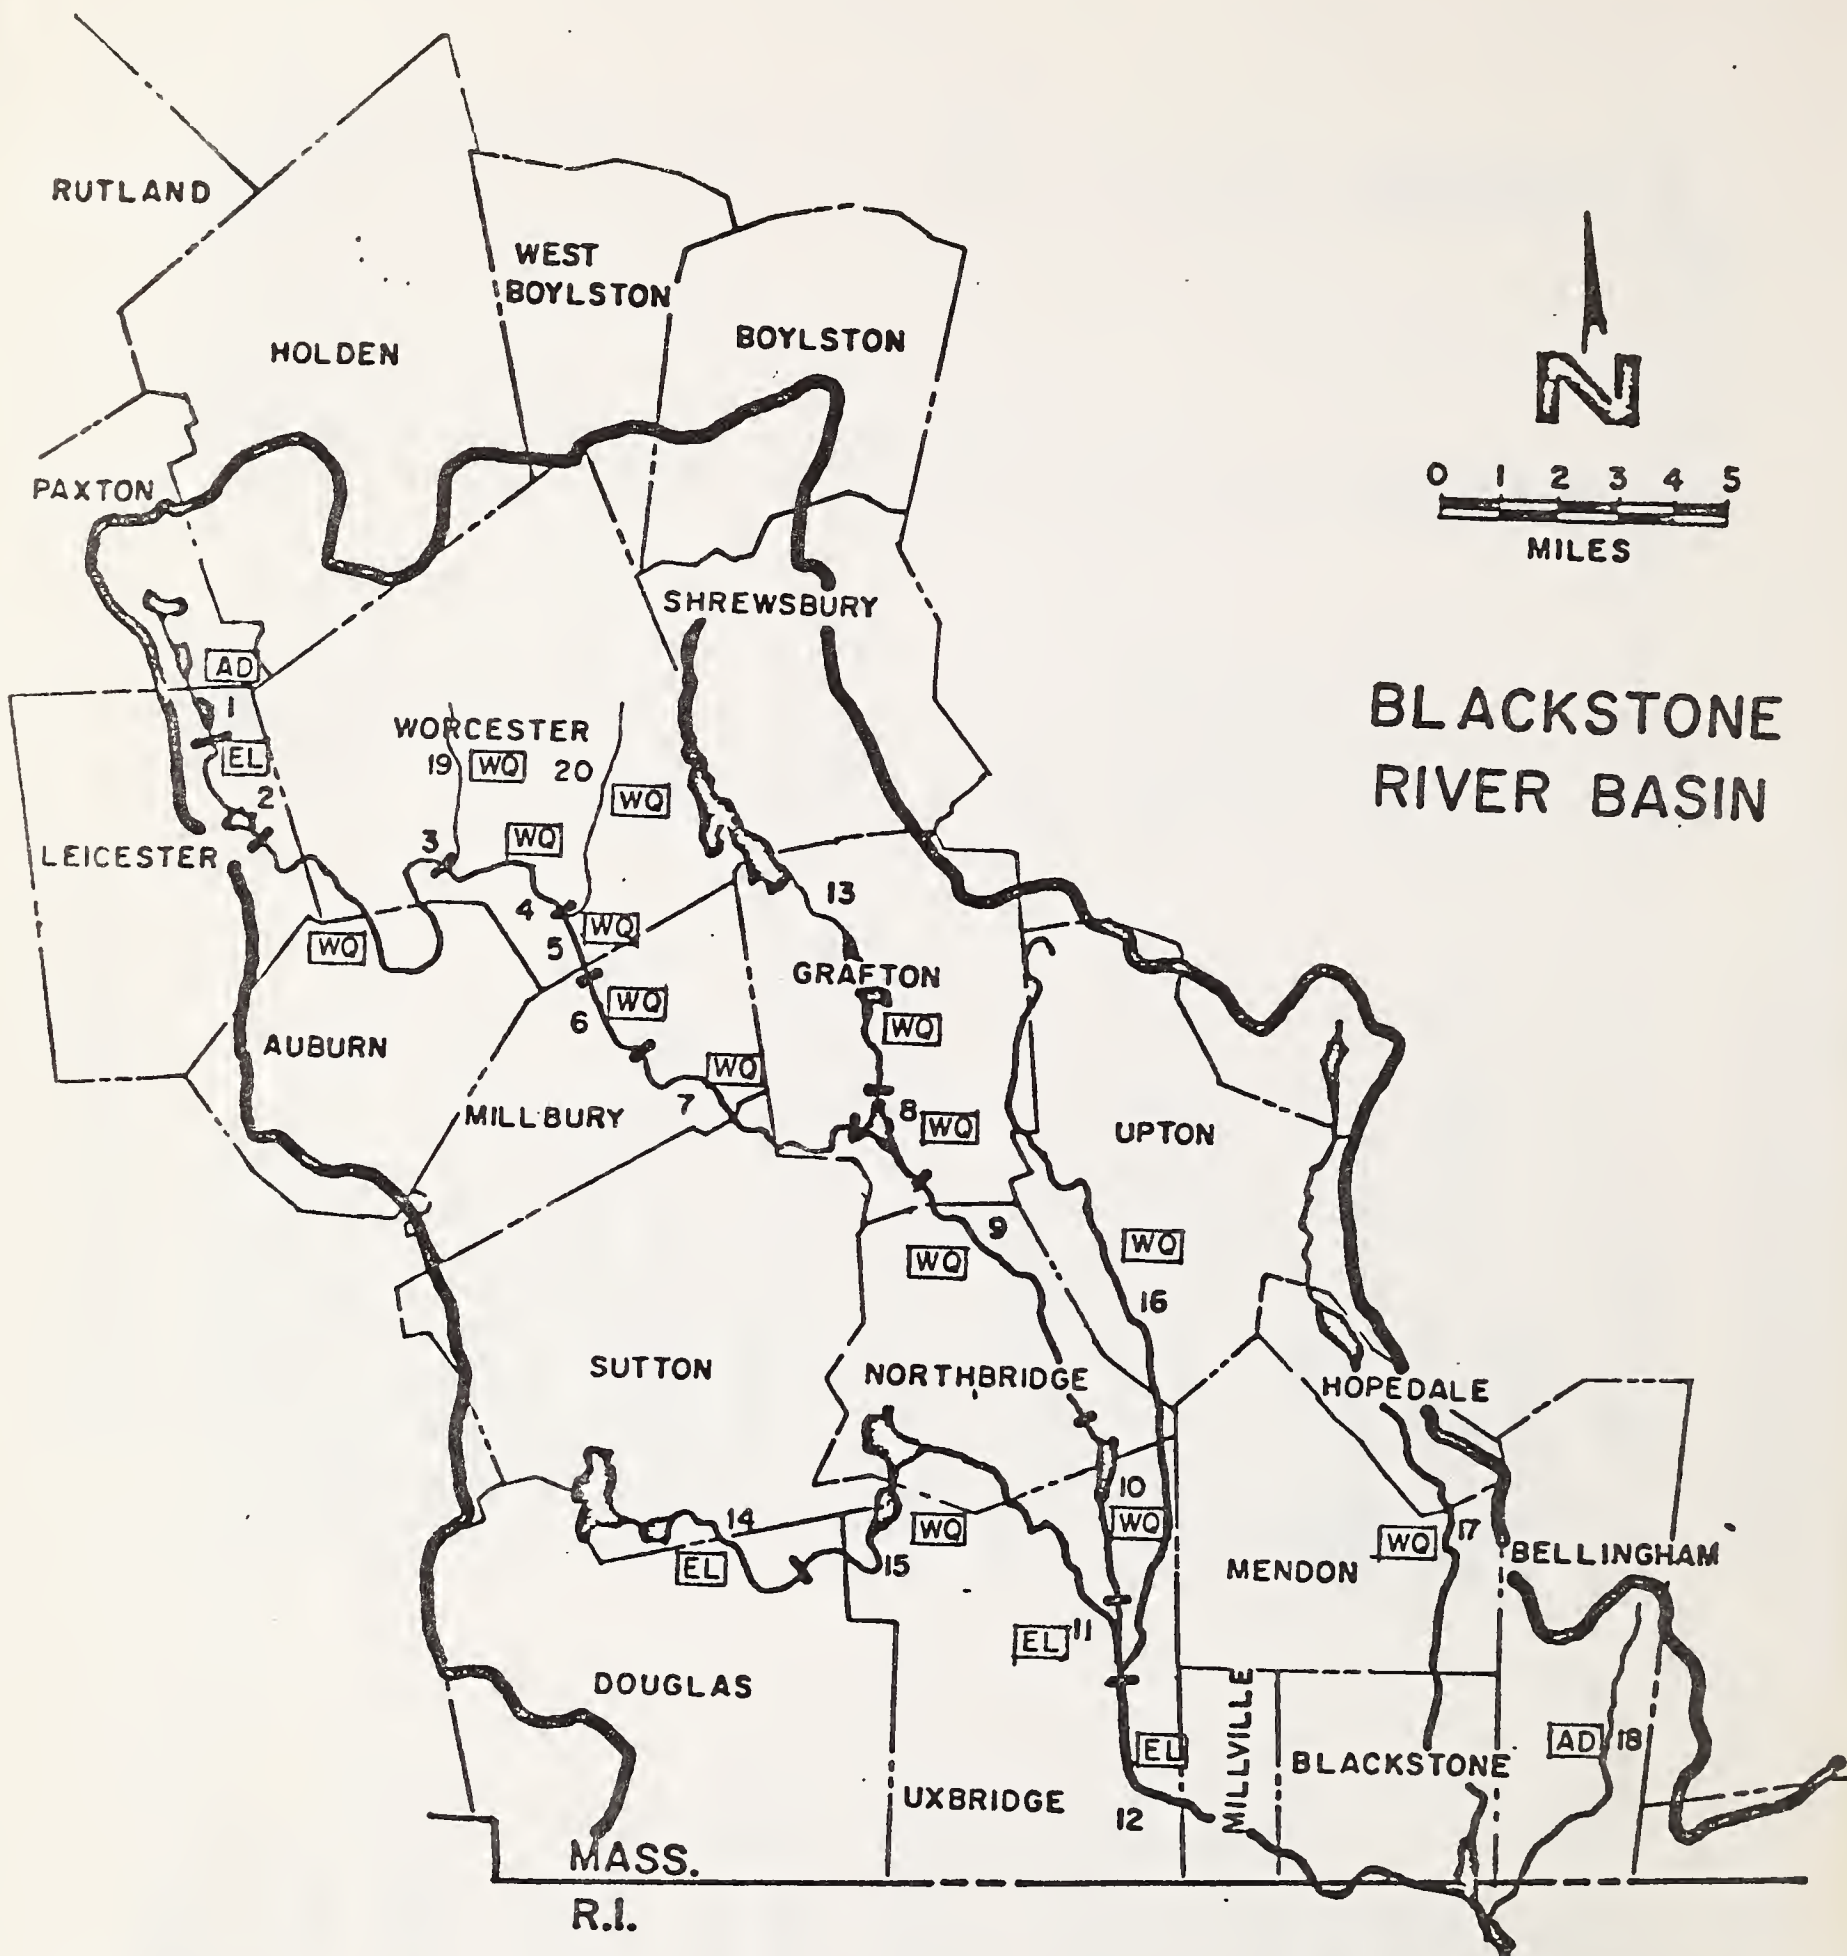 RUTLAND
WEST
BOYLSTON
BOYLSTON
HOLDEN
0 1 2 3 4 5
MILES
PAXTON
SHREWSBURY
AD
1
BLACKSTONE
RIVER BASIN
EL
2
WORCESTER
19 WQ 20
WQ
3 WQ
LEICESTER
13
4
WQ
5
WQ
GRAFTON
WQ
6
WQ
AUBURN
WQ
7
8
WQ
MILLBURY
UPTON
9
WQ
WQ
16
SUTTON
NORTHBRIDGE
HOPEDALE
10
14
WQ
WQ
17
WQ
EL
15
BELLINGHAM
MENDON
EL 11
DOUGLAS
MILLVILLE
EL
BLACKSTONE
AD 18
UXBRIDGE
12
MASS.
R.I.
N